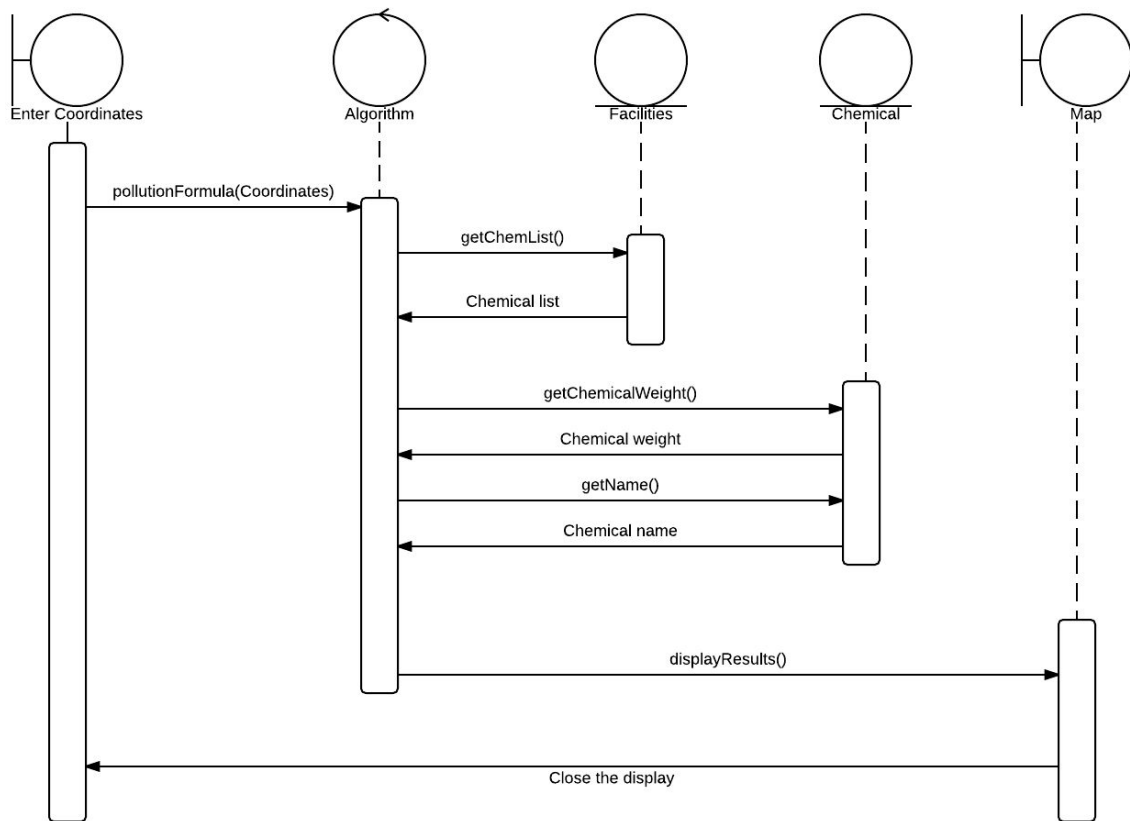 Enter Coordinates
Algorithm
Facilities
Chemical
Map
pollutionFormula(Coordinates)
getChemList()
Chemical list
getChemicalWeight()
Chemical weight
getName()
Chemical name
displayResults()
Close the display